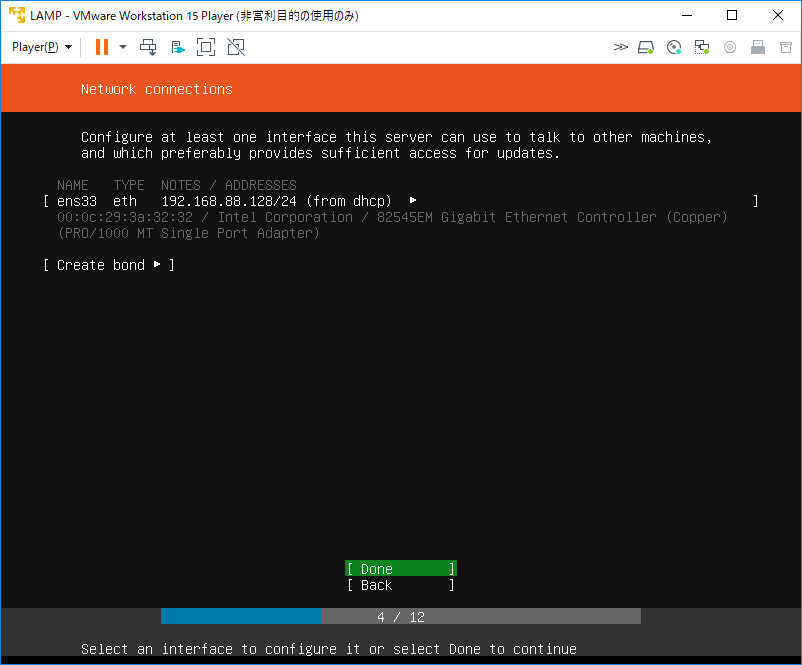 LAMP - VMware Workstation 15 Player (非営利目的の使用のみ)
Player(P)
Network connections
Configure at least one interface this server can use to talk to other machines,
and which preferably provides sufficient access for updates.
NAME TYPE NOTES / ADDRESSES
[ ens33 eth 192.168.88.128/24 (from dhcp) ▸ ]
00:0c:29:3a:32:32 / Intel Corporation / 82545EM Gigabit Ethernet Controller (Copper)
(PRO/1000 MT Single Port Adapter)
[ Create bond ▸ ]
[ Done ]
[ Back ]
4 / 12
Select an interface to configure it or select Done to continue